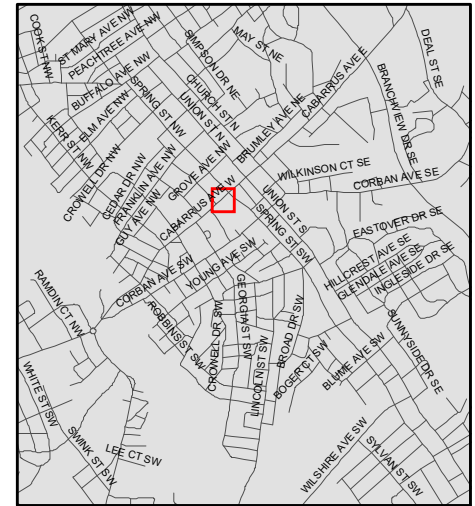 COOK ST NW
ST MARY AVE NW
PEACHTREE AVE NW
BUFFALO AVE NW
ELM AVE NW
KERR ST NW
SPRING ST NW
SIMPSON DR NE
MAY ST NE
CHURCH ST N
UNION ST N
BRUMLEY AVE NE
CABARRUS AVE E
DEAL ST SE
BRANCHVIEW DR SE
CROWELL DR NW
CEDAR DR NW
FRANKLIN AVE NW
GUY AVE NW
GROVE AVE NW
CABARRUS AVE W
WILKINSON CT SE
CORBAN AVE SE
UNION ST S
SPRING ST SW
EASTOVER DR SE
HILLCREST AVE SE
GLENDALE AVE SE
INGLESIDE DR SE
CORBAN AVE SW
YOUNG AVE SW
RAMDIN CT NW
ROBBINS ST SW
CROWELL DR SW
GEORGIA ST SW
LINCOLN ST SW
BROAD DR SW
BOGER CT SW
BLUME AVE SW
SUNNYSIDE DR SE
WHITE ST SW
SWINK ST SW
LEE CT SW
WILSHIRE AVE SW
SYLVAN ST SW